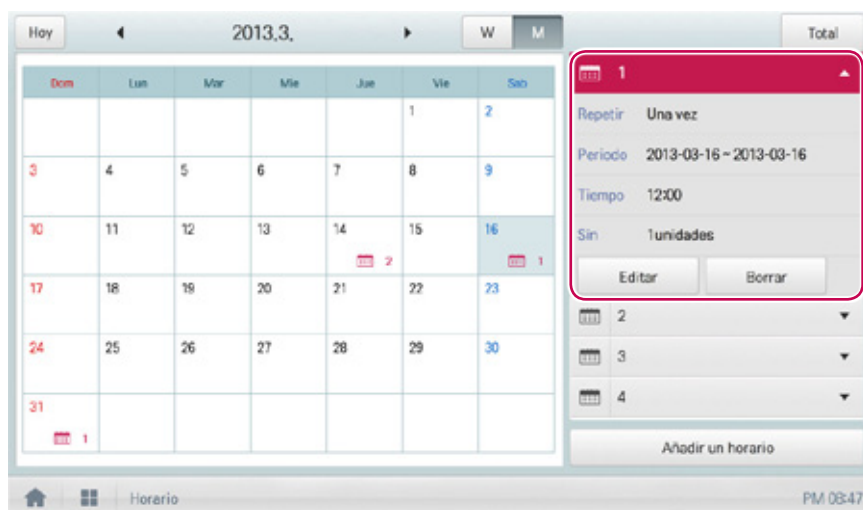 Hoy 2013.3. W M Total
Dom Lun Mar Mie Jue Vie Sab
1 2
3 4 5 6 7 8 9
10 11 12 13 14 15 16
2 1
17 18 19 20 21 22 23
24 25 26 27 28 29 30
31
1
1
Repetir Una vez
Periodo 2013-03-16 ~ 2013-03-16
Tiempo 12:00
Sin 1unidades
Editar Borrar
2
3
4
Añadir un horario
Horario PM 08:47